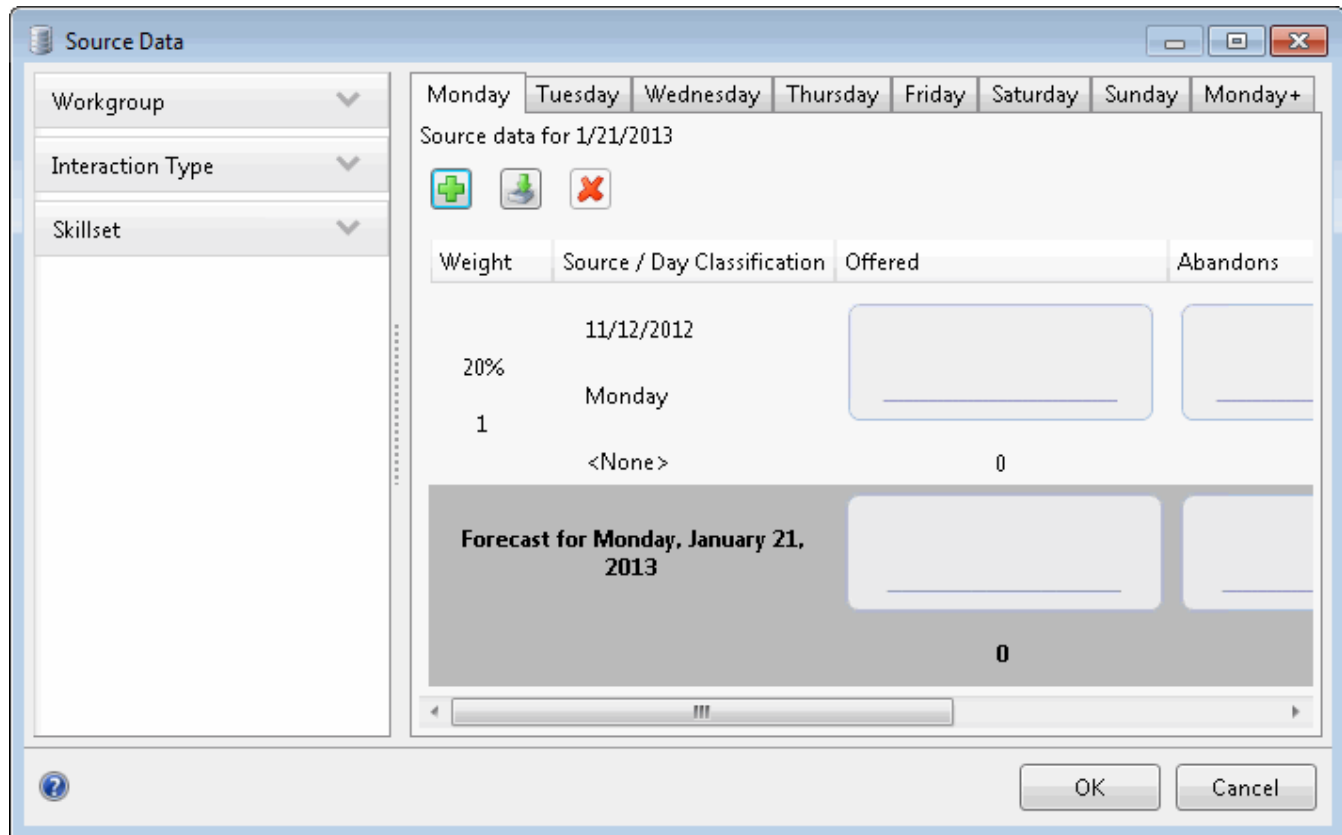 Source Data
Workgroup
Interaction Type
Skillset
Monday Tuesday Wednesday Thursday Friday Saturday Sunday Monday+
Source data for 1/21/2013
Weight Source / Day Classification Offered Abandons
11/12/2012
20%
Monday
1
<None> 0
Forecast for Monday, January 21,
2013
0
OK Cancel